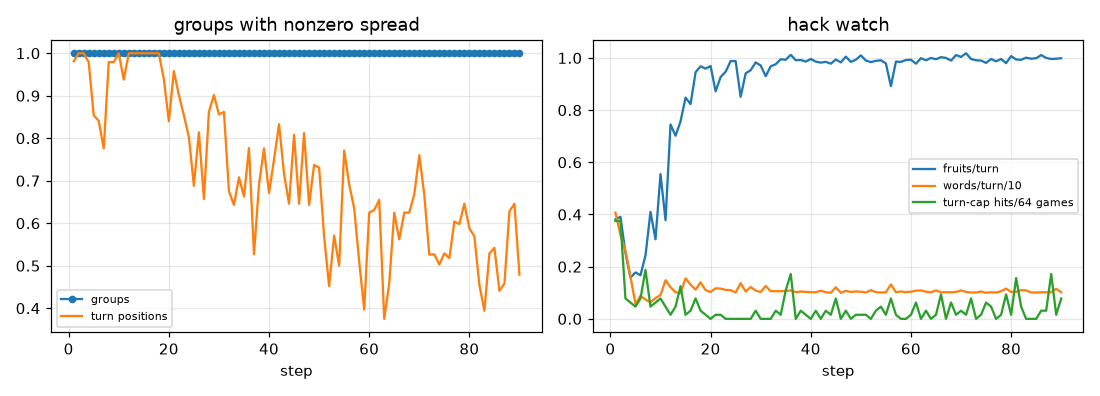 groups with nonzero spread
1.0
0.9
0.8
0.7
0.6
0.5
0.4
groups
turn positions
0 20 40 60 80
step
hack watch
1.0
0.8
0.6
0.4
0.2
0.0
fruits/turn
words/turn/10
turn-cap hits/64 games
0 20 40 60 80
step